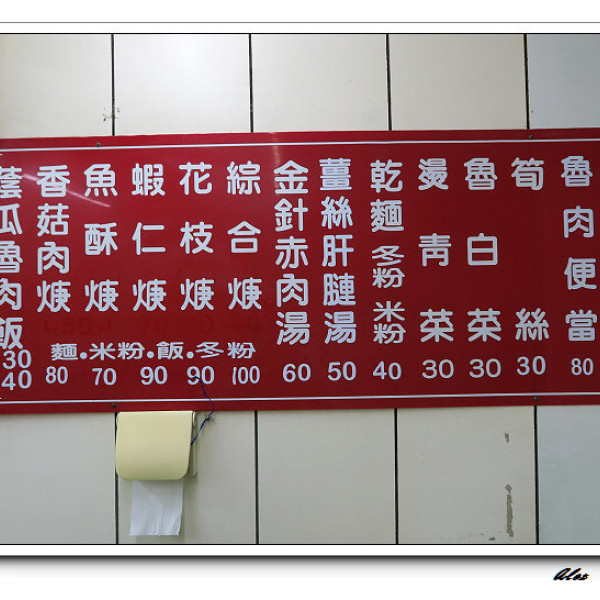 蔭瓜魯肉飯 30 40
香菇肉焿
魚酥焿
蝦仁焿
花枝焿
綜合焿
麵.米粉.飯.冬粉
80 70 90 90 100
金針赤肉湯 60
薑絲肝腱湯 50
乾麵 冬粉 米粉 40
燙青菜 30
魯白菜 30
筍絲 30
魯肉便當 80
Alex